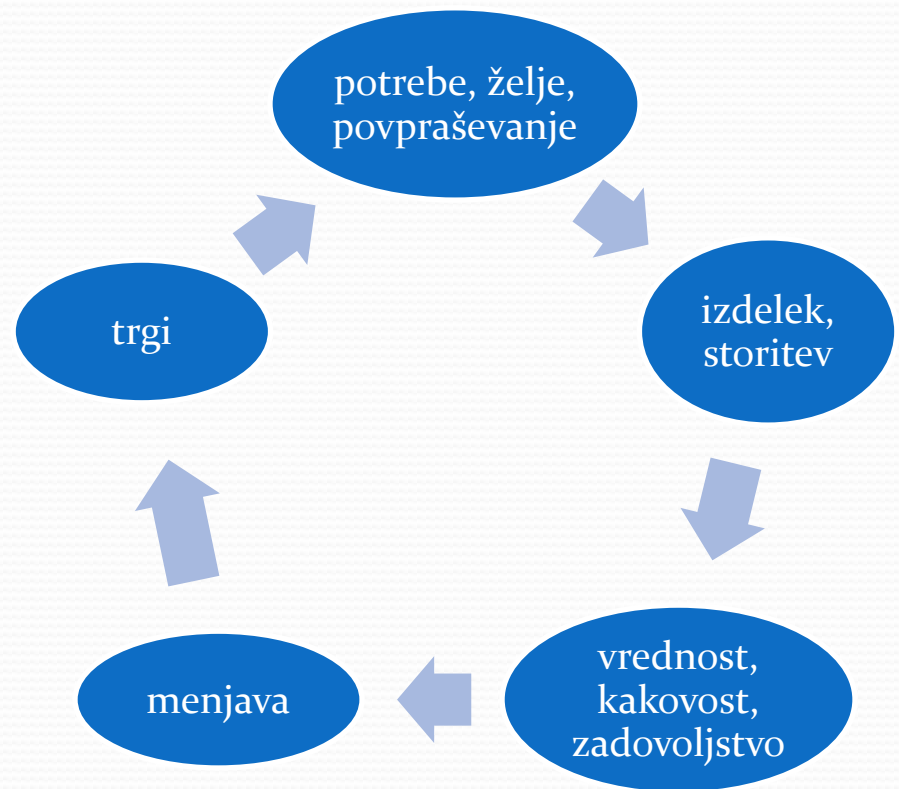 potrebe, želje,
povpraševanje
izdelek,
storitev
vrednost,
kakovost,
zadovoljstvo
menjava
trgi